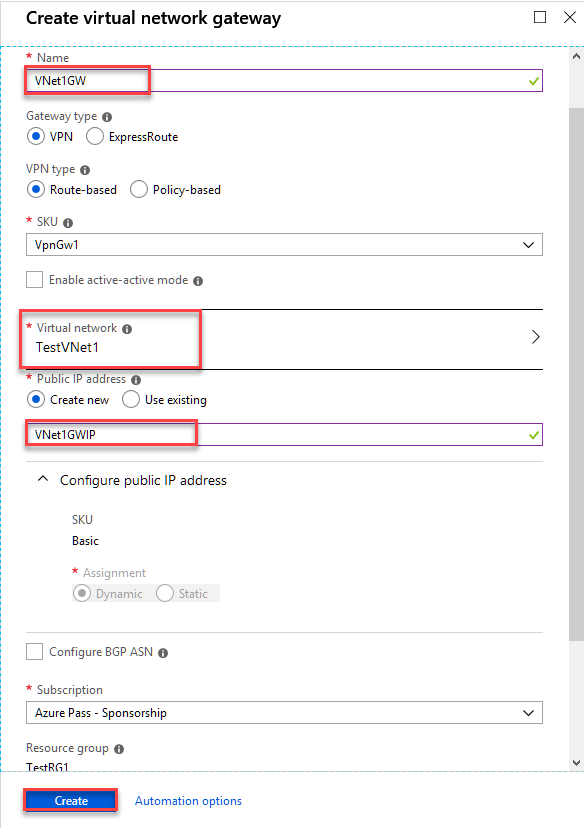 Create virtual network gateway
* Name
VNet1GW
Gateway type
VPN ExpressRoute
VPN type
Route-based Policy-based
* SKU
VpnGw1
Enable active-active mode
* Virtual network
TestVNet1
* Public IP address
Create new Use existing
VNet1GWIP
Configure public IP address
SKU
Basic
* Assignment
Dynamic Static
Configure BGP ASN
* Subscription
Azure Pass - Sponsorship
Resource group
TestRG1
Create Automation options